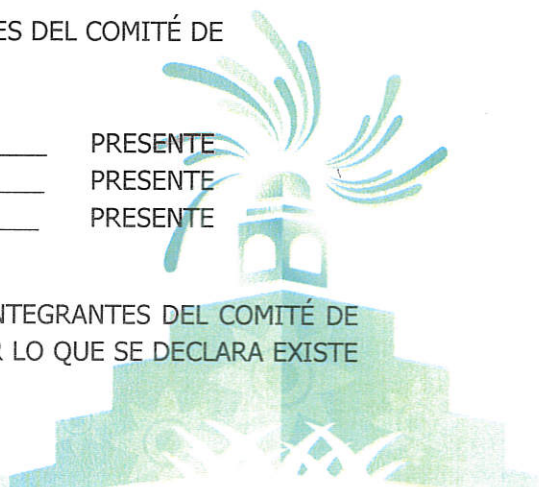 ES DEL COMITÉ DE
PRESENTE
PRESENTE
PRESENTE
NTEGRANTES DEL COMITÉ DE
R LO QUE SE DECLARA EXISTE